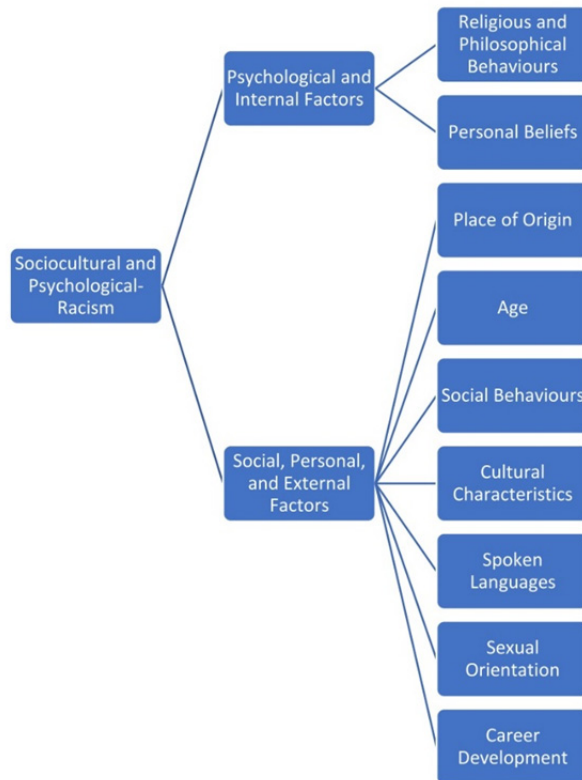 Religious and
Philosophical
Behaviours
Psychological and
Internal Factors
Personal Beliefs
Place of Origin
Sociocultural and
Psychological-
Racism
Age
Social Behaviours
Social, Personal,
and External
Factors
Cultural
Characteristics
Spoken
Languages
Sexual
Orientation
Career
Development